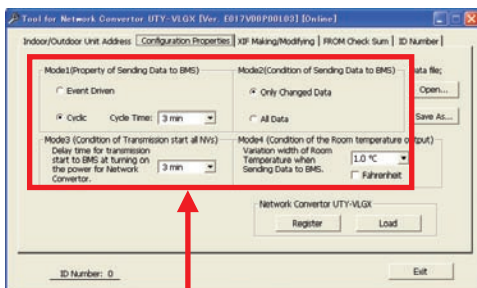 Tool for Network Convertor UTY-VLGX [Ver. E017V00P00L03] [Online]
Indoor/Outdoor Unit Address | Configuration Properties | XIF Making/Modifying | FROM Check Sum | ID Number
Mode1(Property of Sending Data to BMS)
Event Driven
Cyclic Cycle Time: 3 min
Mode2(Condition of Sending Data to BMS)
Only Changed Data
All Data
ata file;
Open...
Save As...
Mode3 (Condition of Transmission start all NVs)
Delay time for transmission
start to BMS at turning on
the power for Network
Convertor.
3 min
Mode4 (Condition of the Room temperature output)
Variation width of Room
Temperature when
Sending Data to BMS.
1.0 ℃
Fahrenheit
Network Convertor UTY-VLGX
Register Load
ID Number: 0
Exit